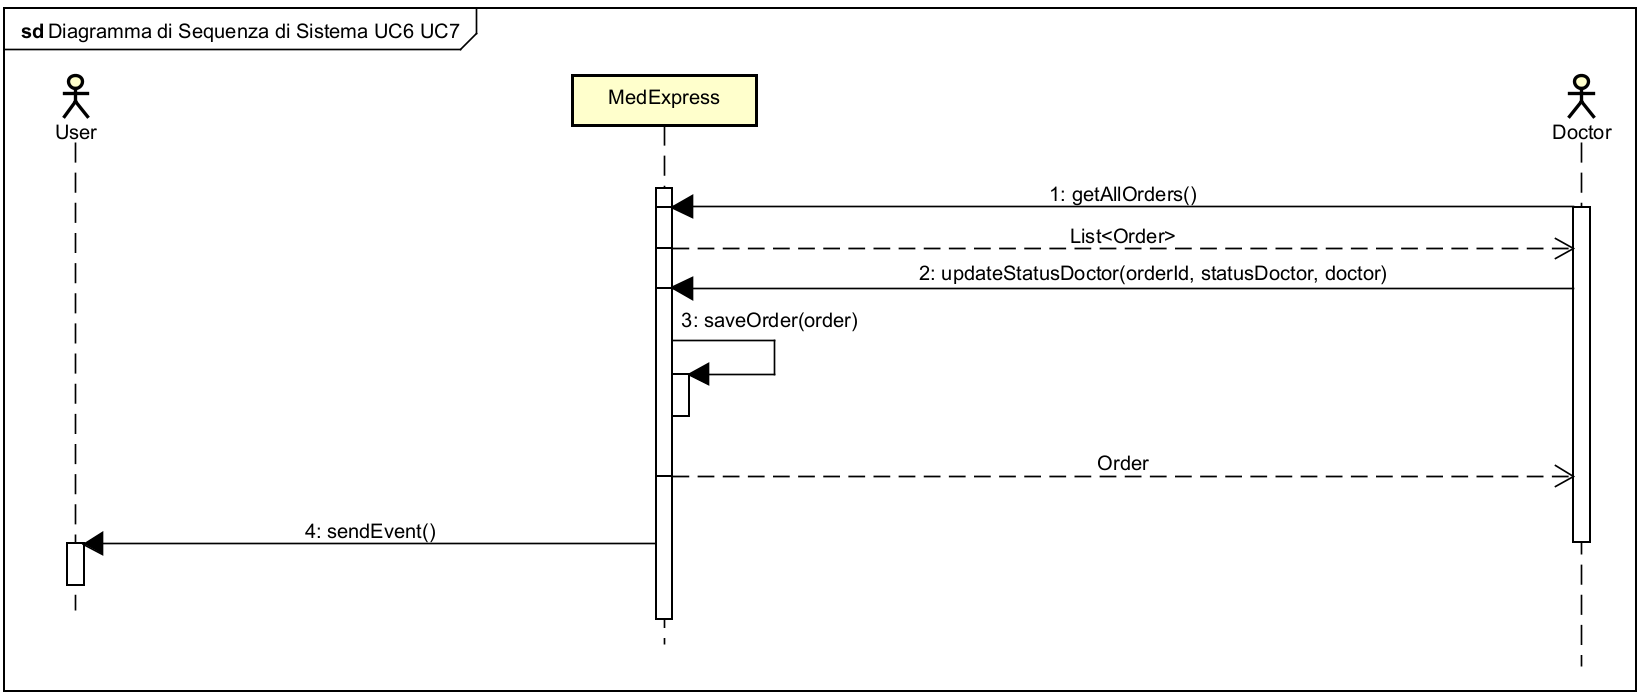 sd Diagramma di Sequenza di Sistema UC6 UC7
User
MedExpress
Doctor
1: getAllOrders()
List<Order>
2: updateStatusDoctor(orderId, statusDoctor, doctor)
3: saveOrder(order)
Order
4: sendEvent()